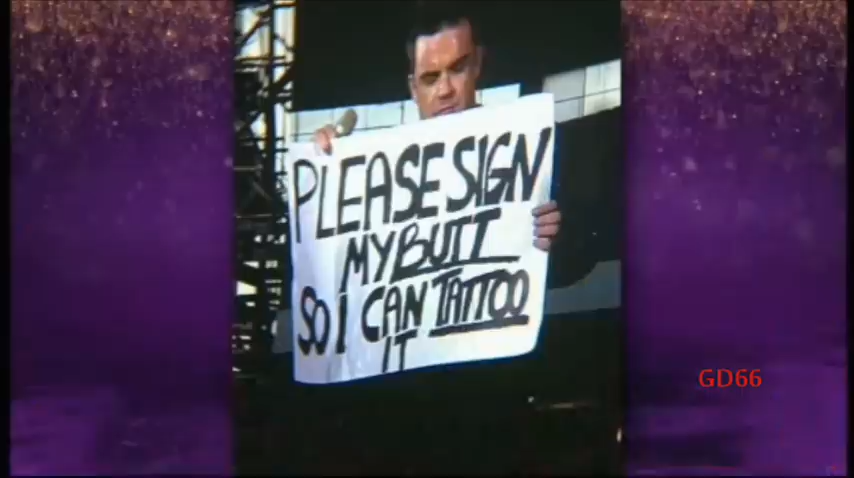 PLEASE SIGN
MY BUTT
SO I CAN TATTOO
IT
GD66